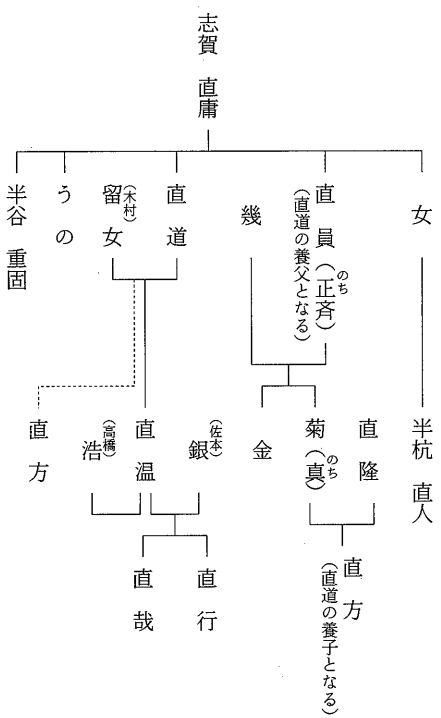 志賀 直庸
女
直員(正斉)
のち
(直道の養父となる)
幾
直道
留女
(木村)
うの
半谷 重固
半杭 直人
直隆
菊(真)
のち
金
銀
(佐本)
直温
浩
(高橋)
直方
直方
(直道の養子となる)
直行
直哉